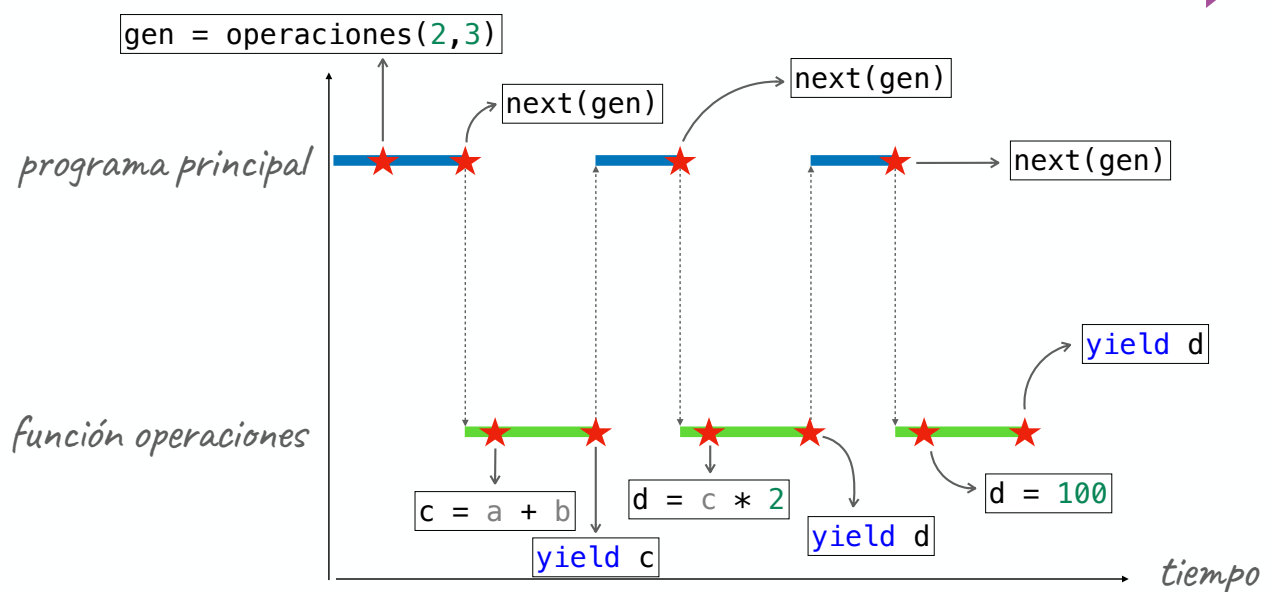 gen = operaciones(2,3)
next(gen)
next(gen)
programa principal
next(gen)
yield d
función operaciones
c = a + b
d = c * 2
d = 100
yield d
yield c
tiempo